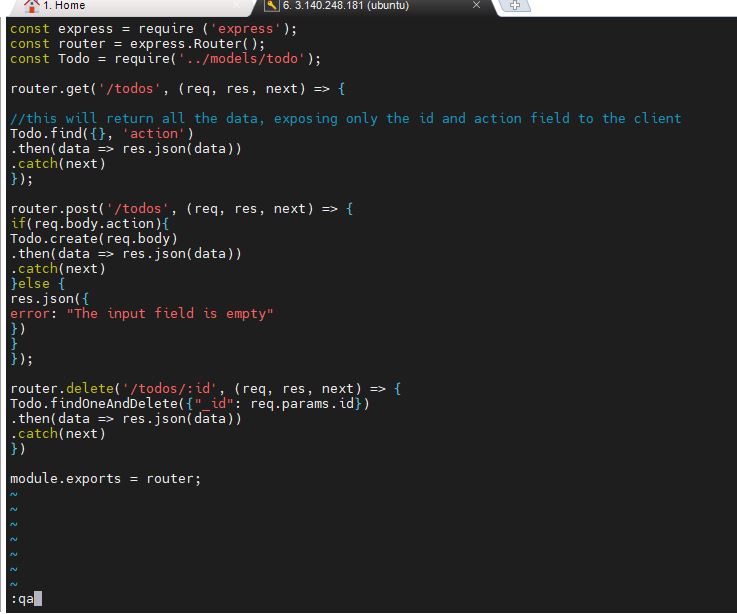 1. Home
6. 3.140.248.181 (ubuntu)
const express = require ('express');
const router = express.Router();
const Todo = require('../models/todo');
router.get('/todos', (req, res, next) => {
//this will return all the data, exposing only the id and action field to the client
Todo.find({}, 'action')
.then(data => res.json(data))
.catch(next)
});
router.post('/todos', (req, res, next) => {
if(req.body.action){
Todo.create(req.body)
.then(data => res.json(data))
.catch(next)
}else {
res.json({
error: "The input field is empty"
})
}
});
router.delete('/todos/:id', (req, res, next) => {
Todo.findOneAndDelete({"_id": req.params.id})
.then(data => res.json(data))
.catch(next)
})
module.exports = router;
~
~
~
~
~
~
~
:qa